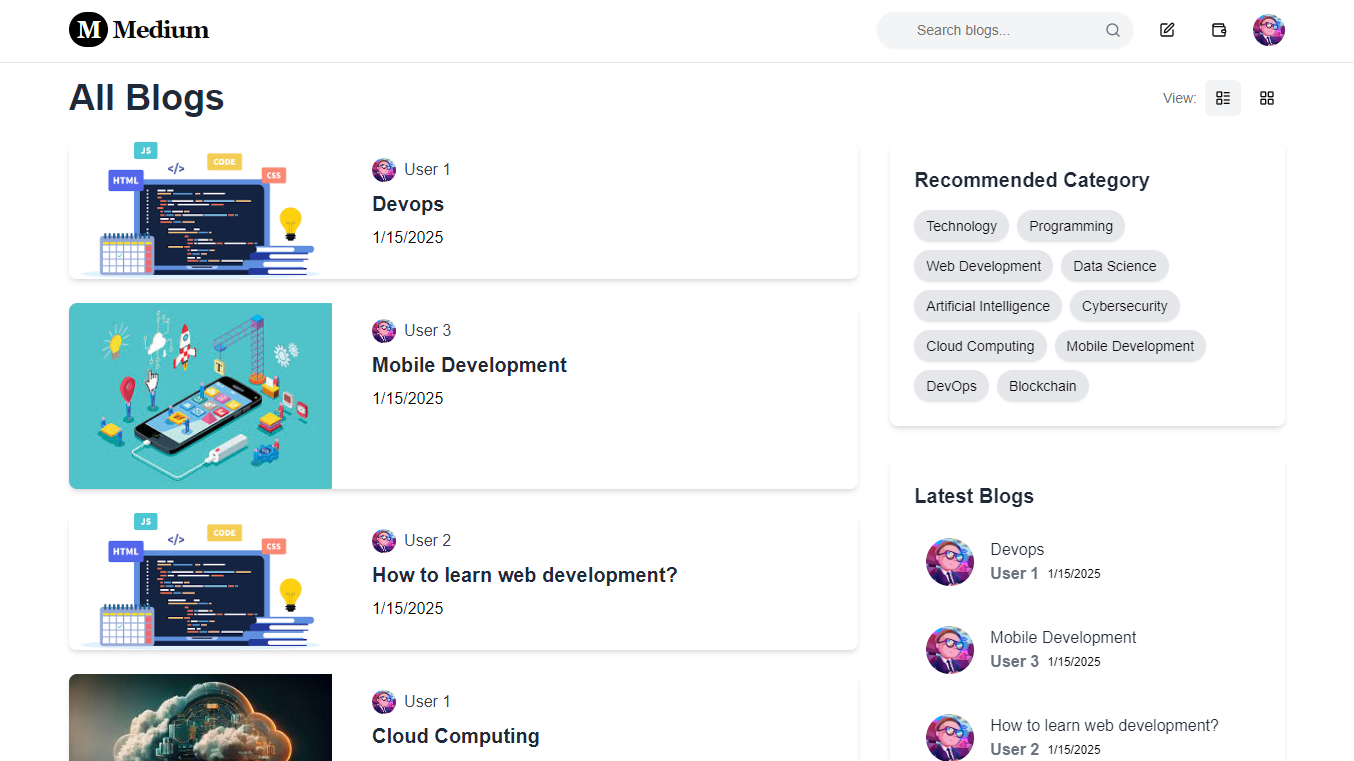 M Medium
Search blogs...
All Blogs
View:
JS
</>
CODE
HTML
CSS
User 1
Devops
1/15/2025
User 3
Mobile Development
1/15/2025
T
JS
</>
CODE
HTML
CSS
User 2
How to learn web development?
1/15/2025
User 1
Cloud Computing
Recommended Category
Technology Programming
Web Development Data Science
Artificial Intelligence Cybersecurity
Cloud Computing Mobile Development
DevOps Blockchain
Latest Blogs
Devops
User 1 1/15/2025
Mobile Development
User 3 1/15/2025
How to learn web development?
User 2 1/15/2025